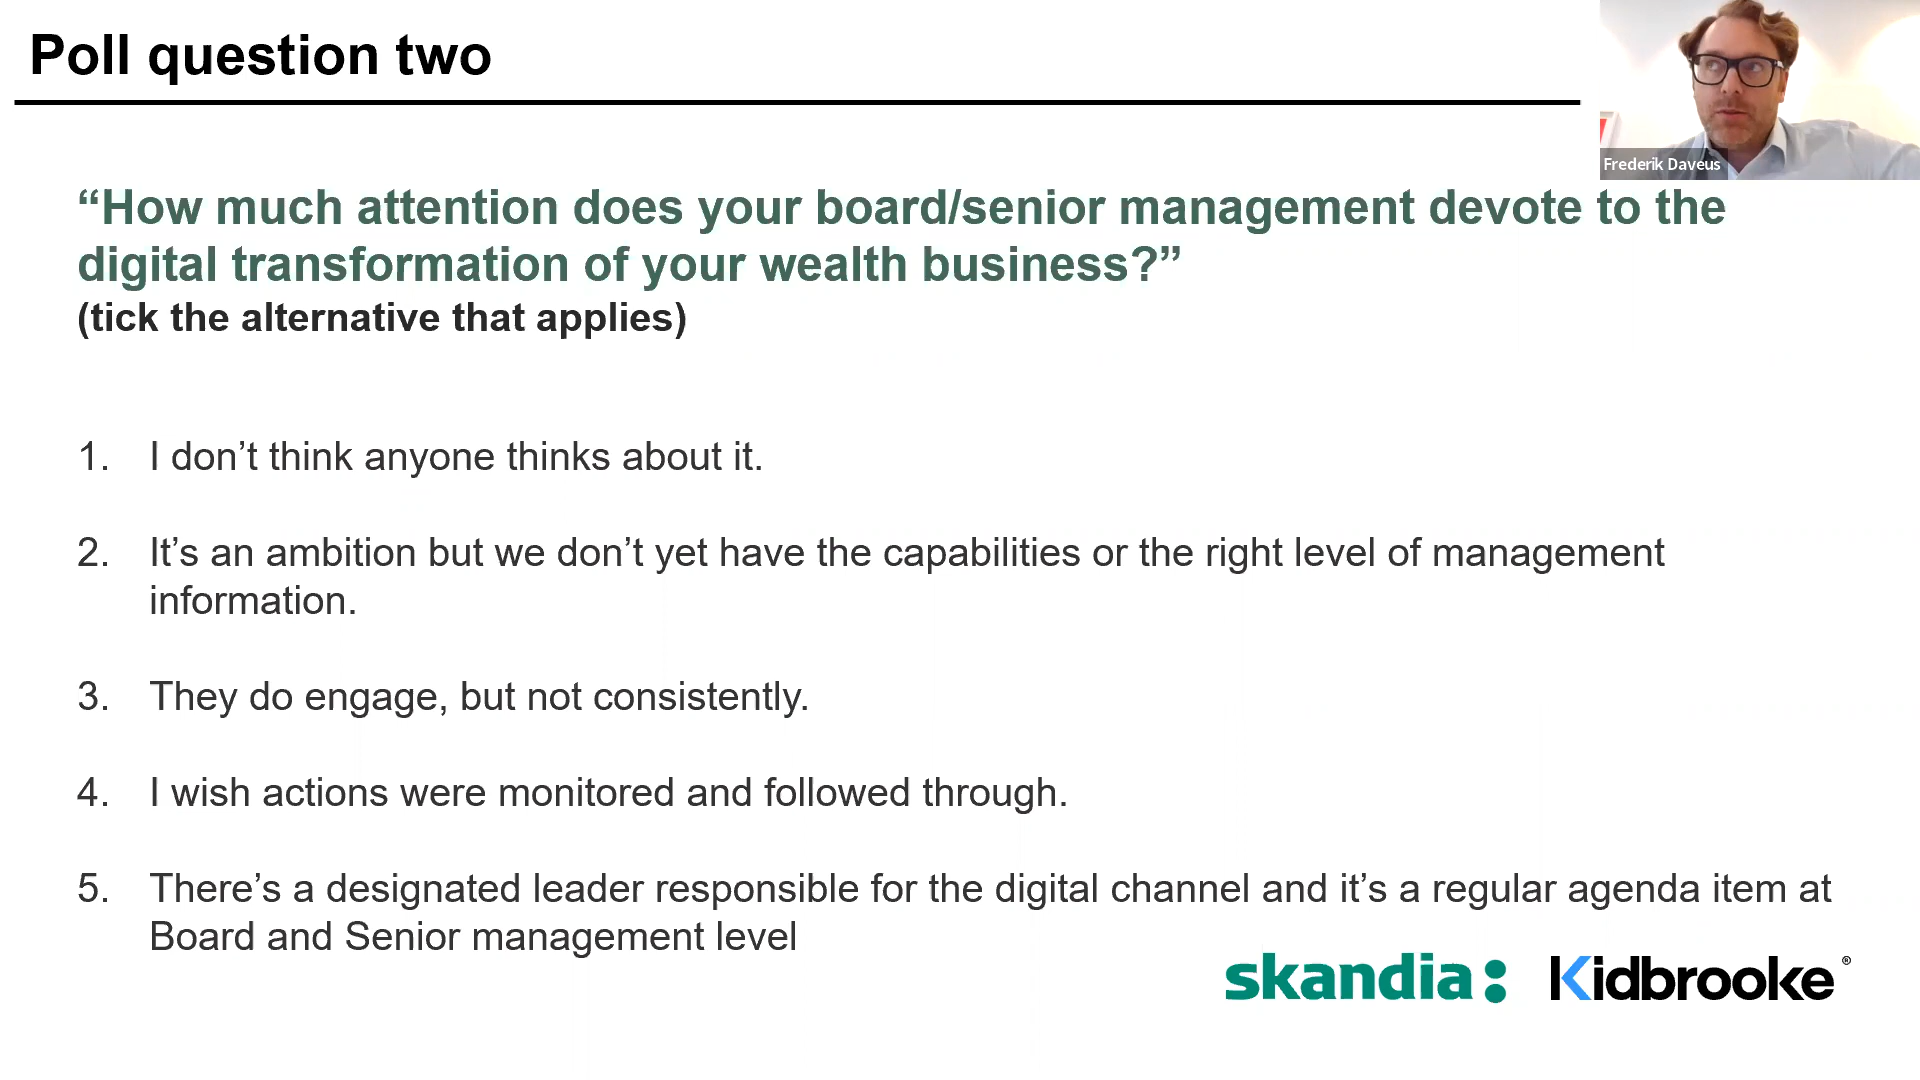 Poll question two
Frederik Daveus
“How much attention does your board/senior management devote to the
digital transformation of your wealth business?”
(tick the alternative that applies)
1. I don’t think anyone thinks about it.
2. It’s an ambition but we don’t yet have the capabilities or the right level of management
information.
3. They do engage, but not consistently.
4. I wish actions were monitored and followed through.
5. There’s a designated leader responsible for the digital channel and it’s a regular agenda item at
Board and Senior management level
skandia: Kidbrooke®